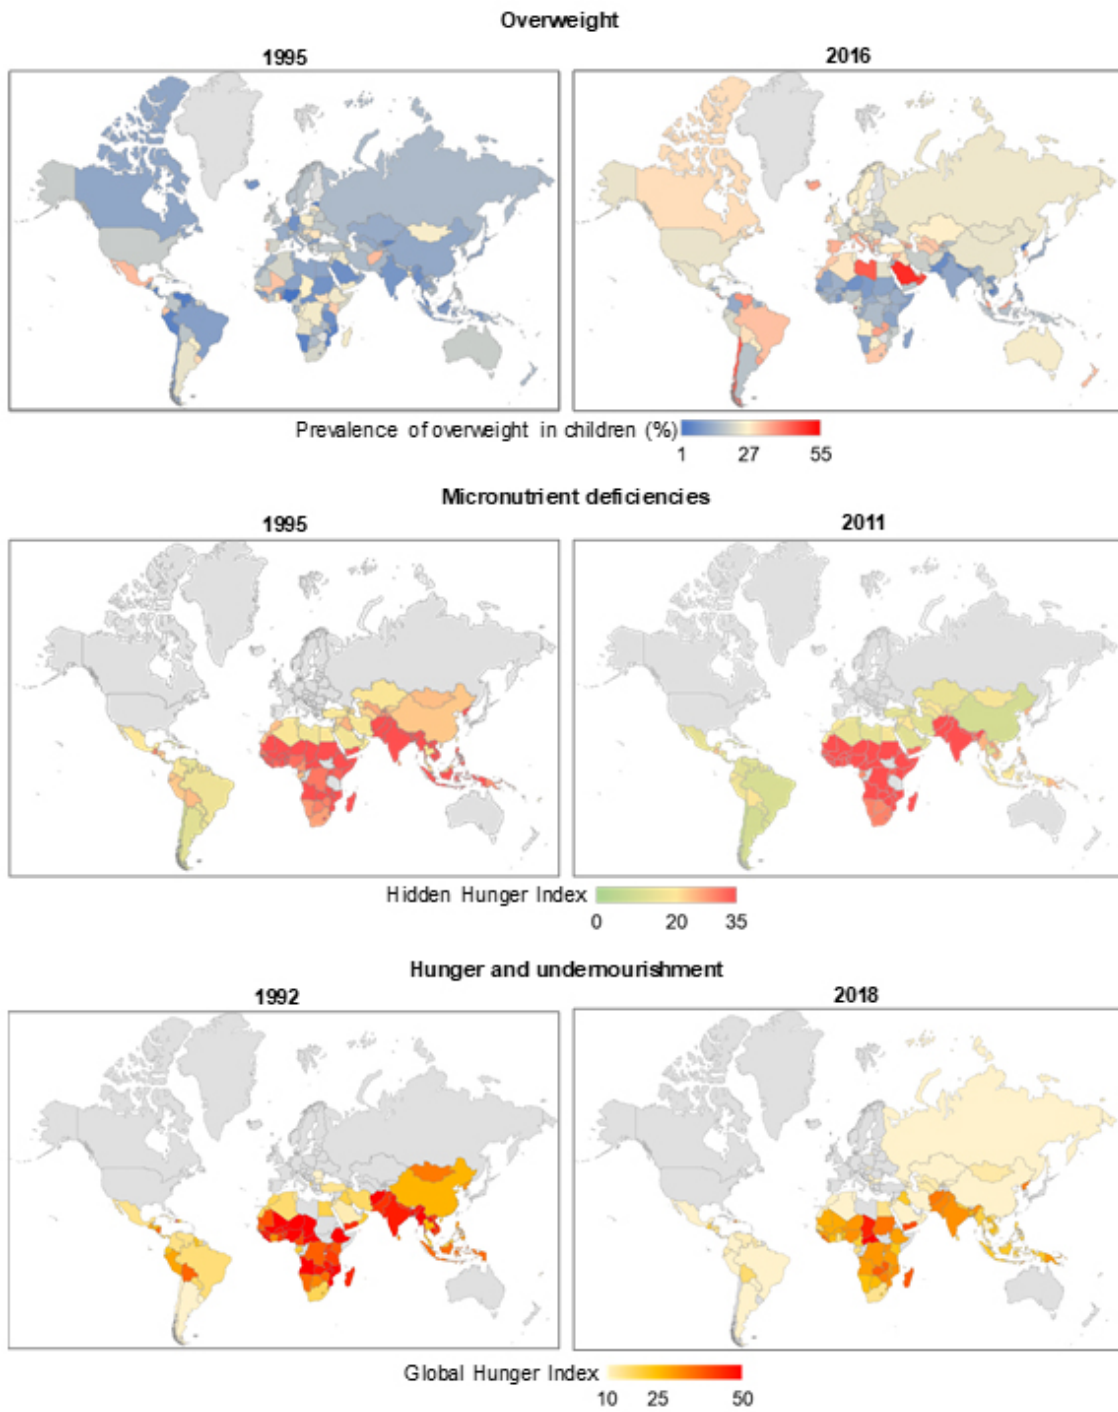 Overweight
1995
2016
Prevalence of overweight in children (%)
1 27 55
Micronutrient deficiencies
1995
2011
Hidden Hunger Index
0 20 35
Hunger and undernourishment
1992
2018
Global Hunger Index
10 25 50